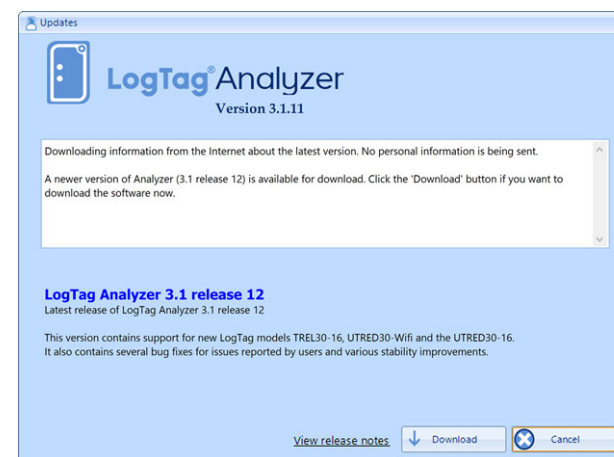 Updates
LogTag® Analyzer
Version 3.1.11
Downloading information from the Internet about the latest version. No personal information is being sent.
A newer version of Analyzer (3.1 release 12) is available for download. Click the 'Download' button if you want to
download the software now.
LogTag Analyzer 3.1 release 12
Latest release of LogTag Analyzer 3.1 release 12
This version contains support for new LogTag models TREL30-16, UTRED30-Wifi and the UTRED30-16.
It also contains several bug fixes for issues reported by users and various stability improvements.
View release notes Download Cancel